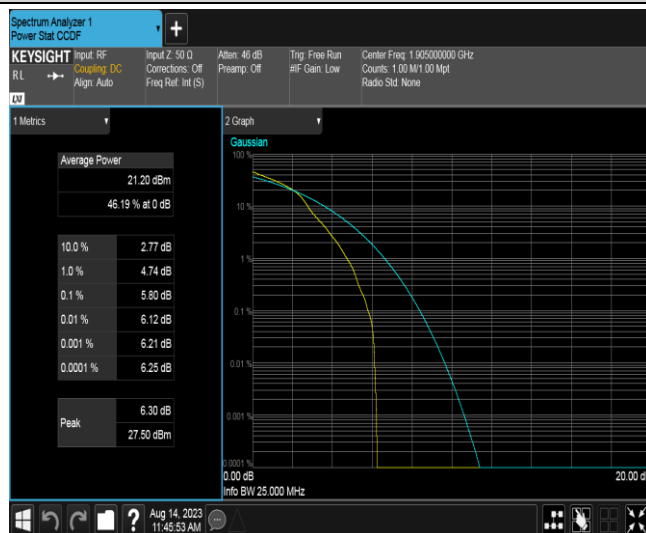 Spectrum Analyzer 1
Power Stat CCDF
KEYSIGHT
RL
LXI
Input: RF
Coupling: DC
Align: Auto
Input Z: 50 Ω
Corrections: Off
Freq Ref: Int (S)
Atten: 46 dB
Preamp: Off
Trig: Free Run
#IF Gain: Low
Center Freq: 1.905000000 GHz
Counts: 1.00 M/1.00 Mpt
Radio Std: None
1 Metrics
Average Power
21.20 dBm
46.19 % at 0 dB
10.0 % 2.77 dB
1.0 % 4.74 dB
0.1 % 5.80 dB
0.01 % 6.12 dB
0.001 % 6.21 dB
0.0001 % 6.25 dB
Peak
6.30 dB
27.50 dBm
2 Graph
Gaussian
100 %
10 %
1 %
0.1 %
0.01 %
0.001 %
0.0001 %
0.00 dB
20.00 d
Info BW 25.000 MHz
?
Aug 14, 2023
11:45:53 AM